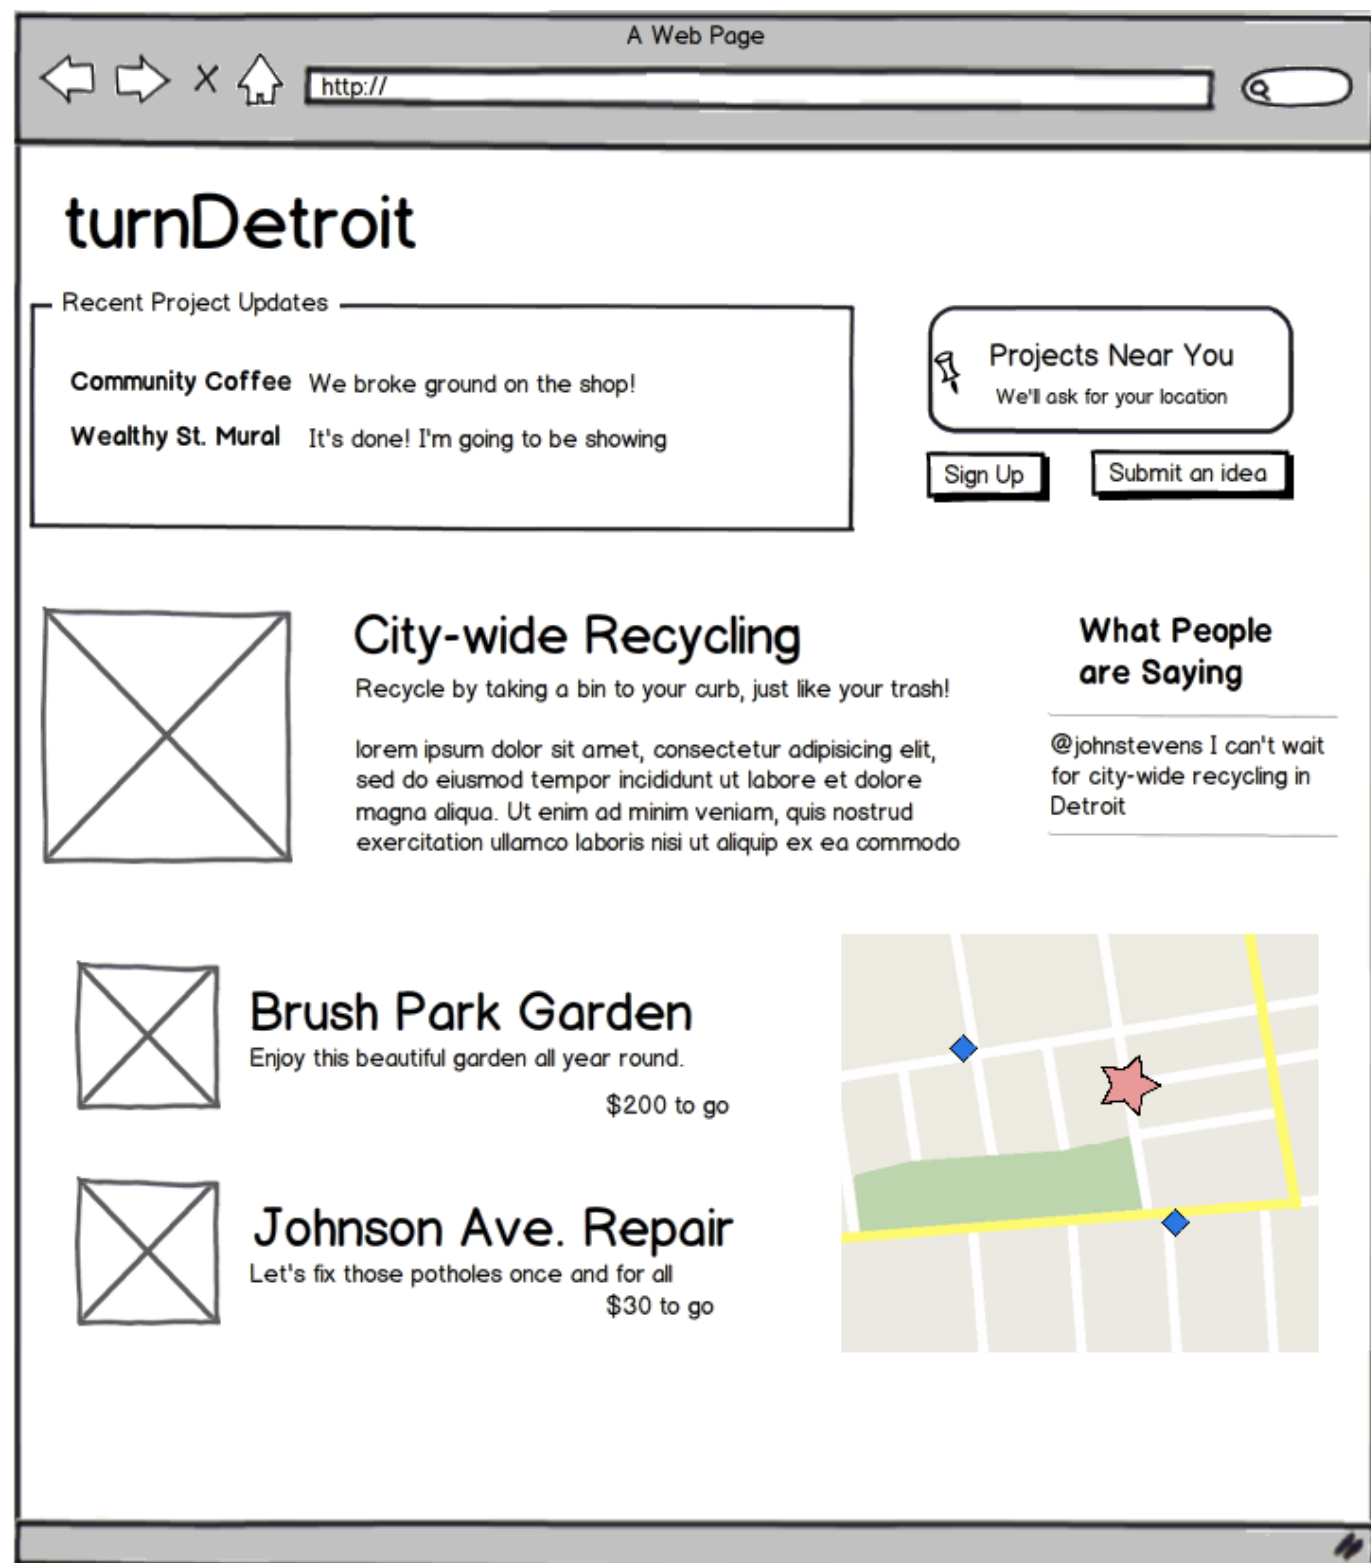 A Web Page
http://
turnDetroit
Recent Project Updates
Community Coffee We broke ground on the shop!
Wealthy St. Mural It's done! I'm going to be showing
Projects Near You
We'll ask for your location
Sign Up
Submit an idea
City-wide Recycling
Recycle by taking a bin to your curb, just like your trash!
lorem ipsum dolor sit amet, consectetur adipisicing elit,
sed do eiusmod tempor incididunt ut labore et dolore
magna aliqua. Ut enim ad minim veniam, quis nostrud
exercitation ullamco laboris nisi ut aliquip ex ea commodo
What People
are Saying
@johnstevens I can't wait
for city-wide recycling in
Detroit
Brush Park Garden
Enjoy this beautiful garden all year round.
$200 to go
Johnson Ave. Repair
Let's fix those potholes once and for all
$30 to go